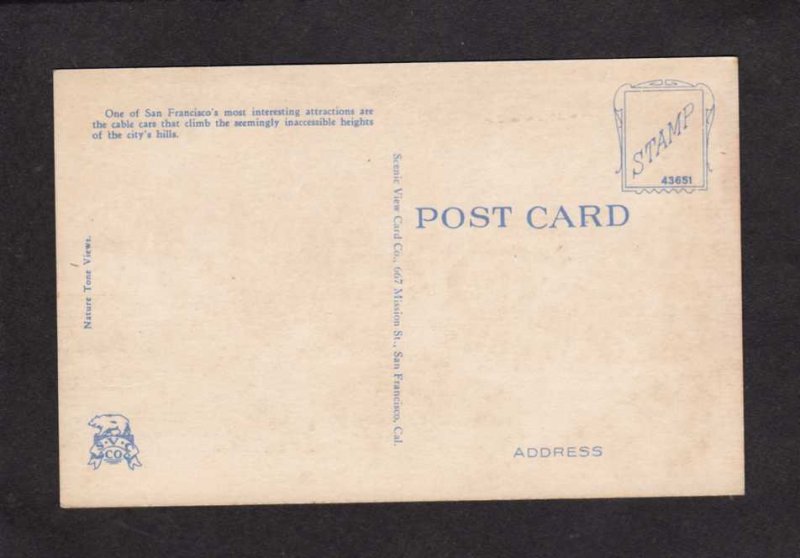 One of San Francisco's most interesting attractions are
the cable cars that climb the seemingly inaccessible heights
of the city's hills.
Nature Tone Views.
S V C
CO
Scenic View Card Co., 667 Mission St., San Francisco, Cal.
STAMP
43651
POST CARD
ADDRESS